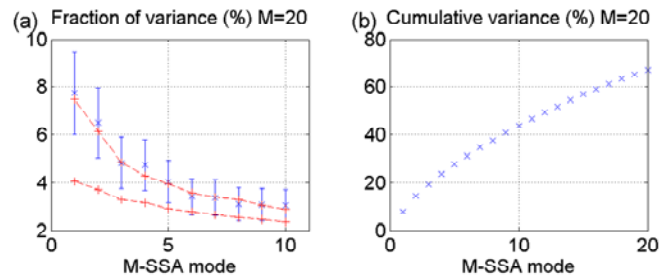 (a) Fraction of variance (%) M=20
10
8
6
4
2
0 5 10
M-SSA mode
(b) Cumulative variance (%) M=20
80
60
40
20
0
0 10 20
M-SSA mode